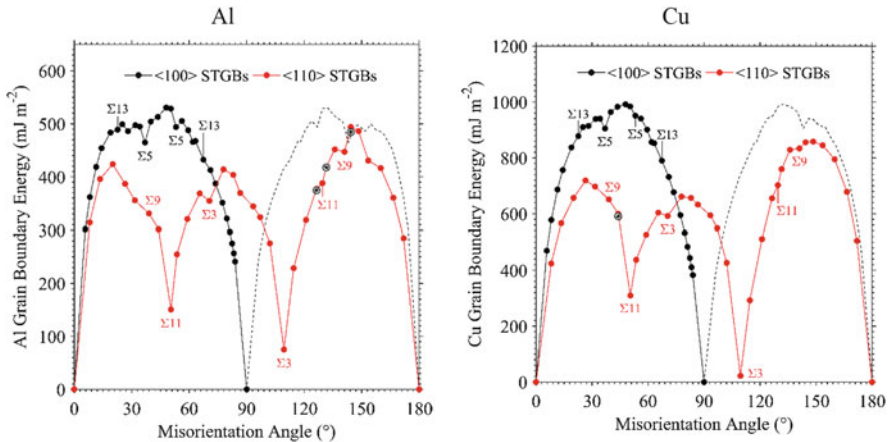 Al
Al Grain Boundary Energy (mJ m⁻²)
600
500
400
300
200
100
0
<100> STGBs
<110> STGBs
Σ13
Σ5
Σ5
Σ13
Σ9
Σ3
Σ11
Σ3
Σ11
Σ9
0 30 60 90 120 150 180
Misorientation Angle (°)
Cu
Cu Grain Boundary Energy (mJ m⁻²)
1200
1000
800
600
400
200
0
<100> STGBs
<110> STGBs
Σ13
Σ5
Σ5
Σ13
Σ9
Σ3
Σ11
Σ3
Σ11
Σ9
0 30 60 90 120 150 180
Misorientation Angle (°)